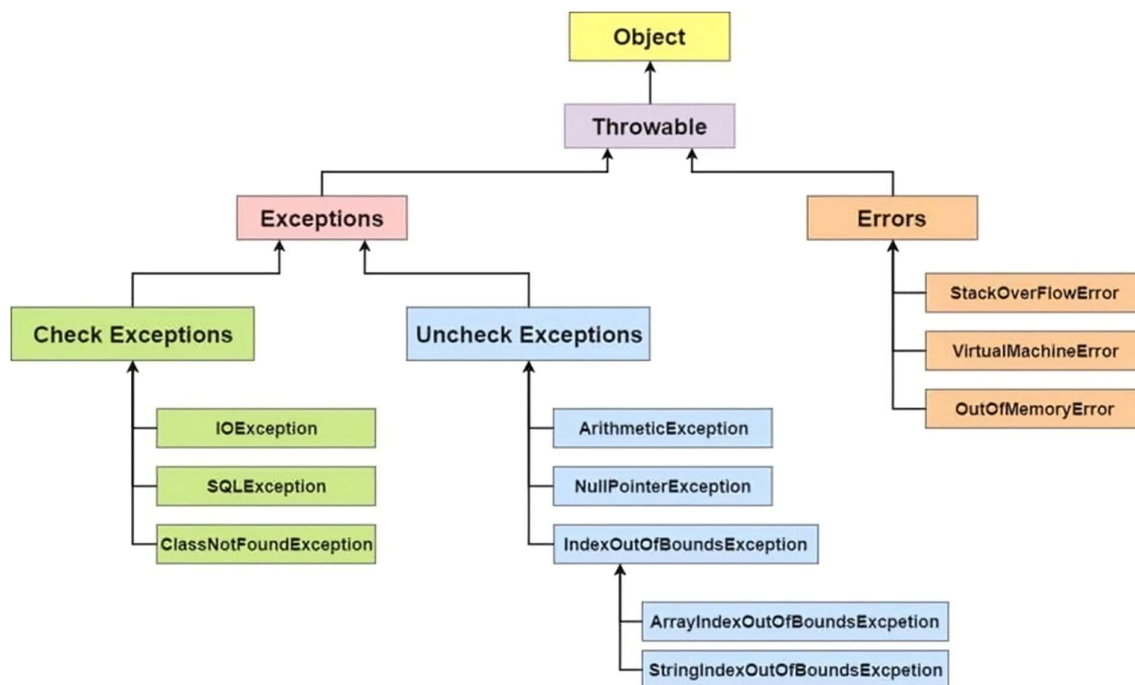 Object
Throwable
Exceptions
Errors
StackOverFlowError
VirtualMachineError
OutOfMemoryError
Check Exceptions
Uncheck Exceptions
IOException
SQLException
ClassNotFoundException
ArithmeticException
NullPointerException
IndexOutOfBoundsException
ArrayIndexOutOfBoundsExcpetion
StringIndexOutOfBoundsExcpetion